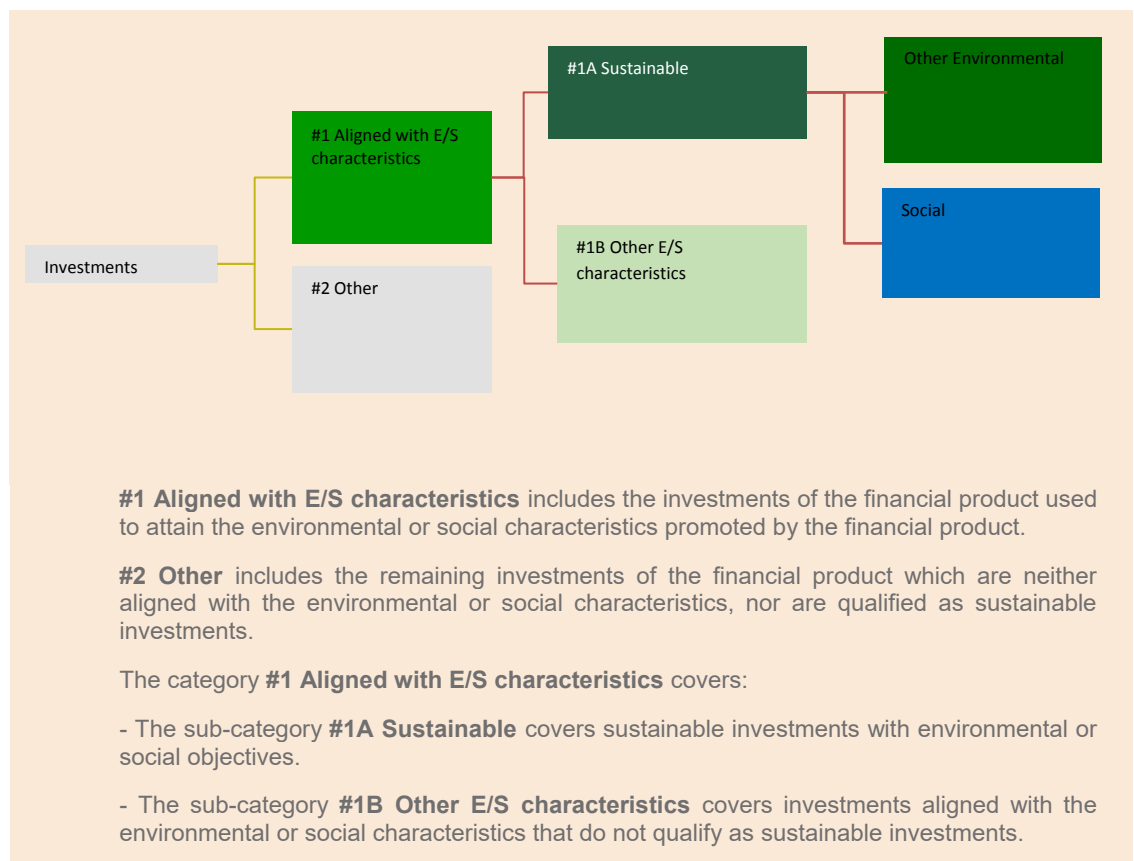 Investments
#1 Aligned with E/S
characteristics
#2 Other
#1A Sustainable
#1B Other E/S
characteristics
Other Environmental
Social
#1 Aligned with E/S characteristics includes the investments of the financial product used
to attain the environmental or social characteristics promoted by the financial product.
#2 Other includes the remaining investments of the financial product which are neither
aligned with the environmental or social characteristics, nor are qualified as sustainable
investments.
The category #1 Aligned with E/S characteristics covers:
- The sub-category #1A Sustainable covers sustainable investments with environmental or
social objectives.
- The sub-category #1B Other E/S characteristics covers investments aligned with the
environmental or social characteristics that do not qualify as sustainable investments.